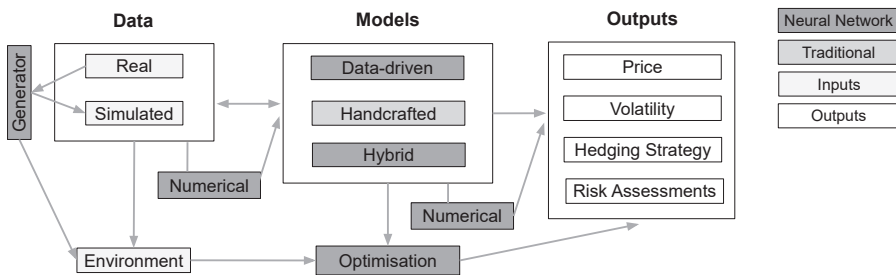 Data
Models
Outputs
Generator
Real
Simulated
Numerical
Environment
Data-driven
Handcrafted
Hybrid
Numerical
Optimisation
Price
Volatility
Hedging Strategy
Risk Assessments
Neural Network
Traditional
Inputs
Outputs